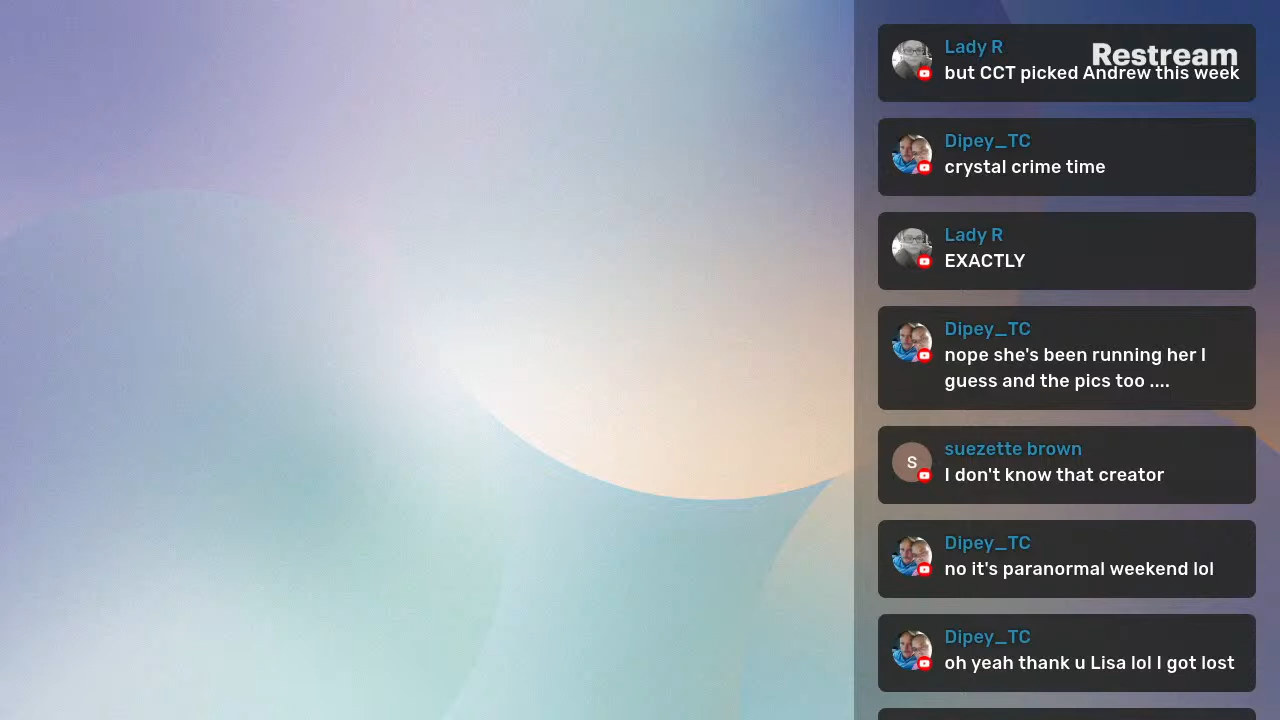 Lady R
Restream
but CCT picked Andrew this week
Dipey_TC
crystal crime time
Lady R
EXACTLY
Dipey_TC
nope she's been running her I
guess and the pics too ....
suezette brown
S
I don't know that creator
Dipey_TC
no it's paranormal weekend lol
Dipey_TC
oh yeah thank u Lisa lol I got lost